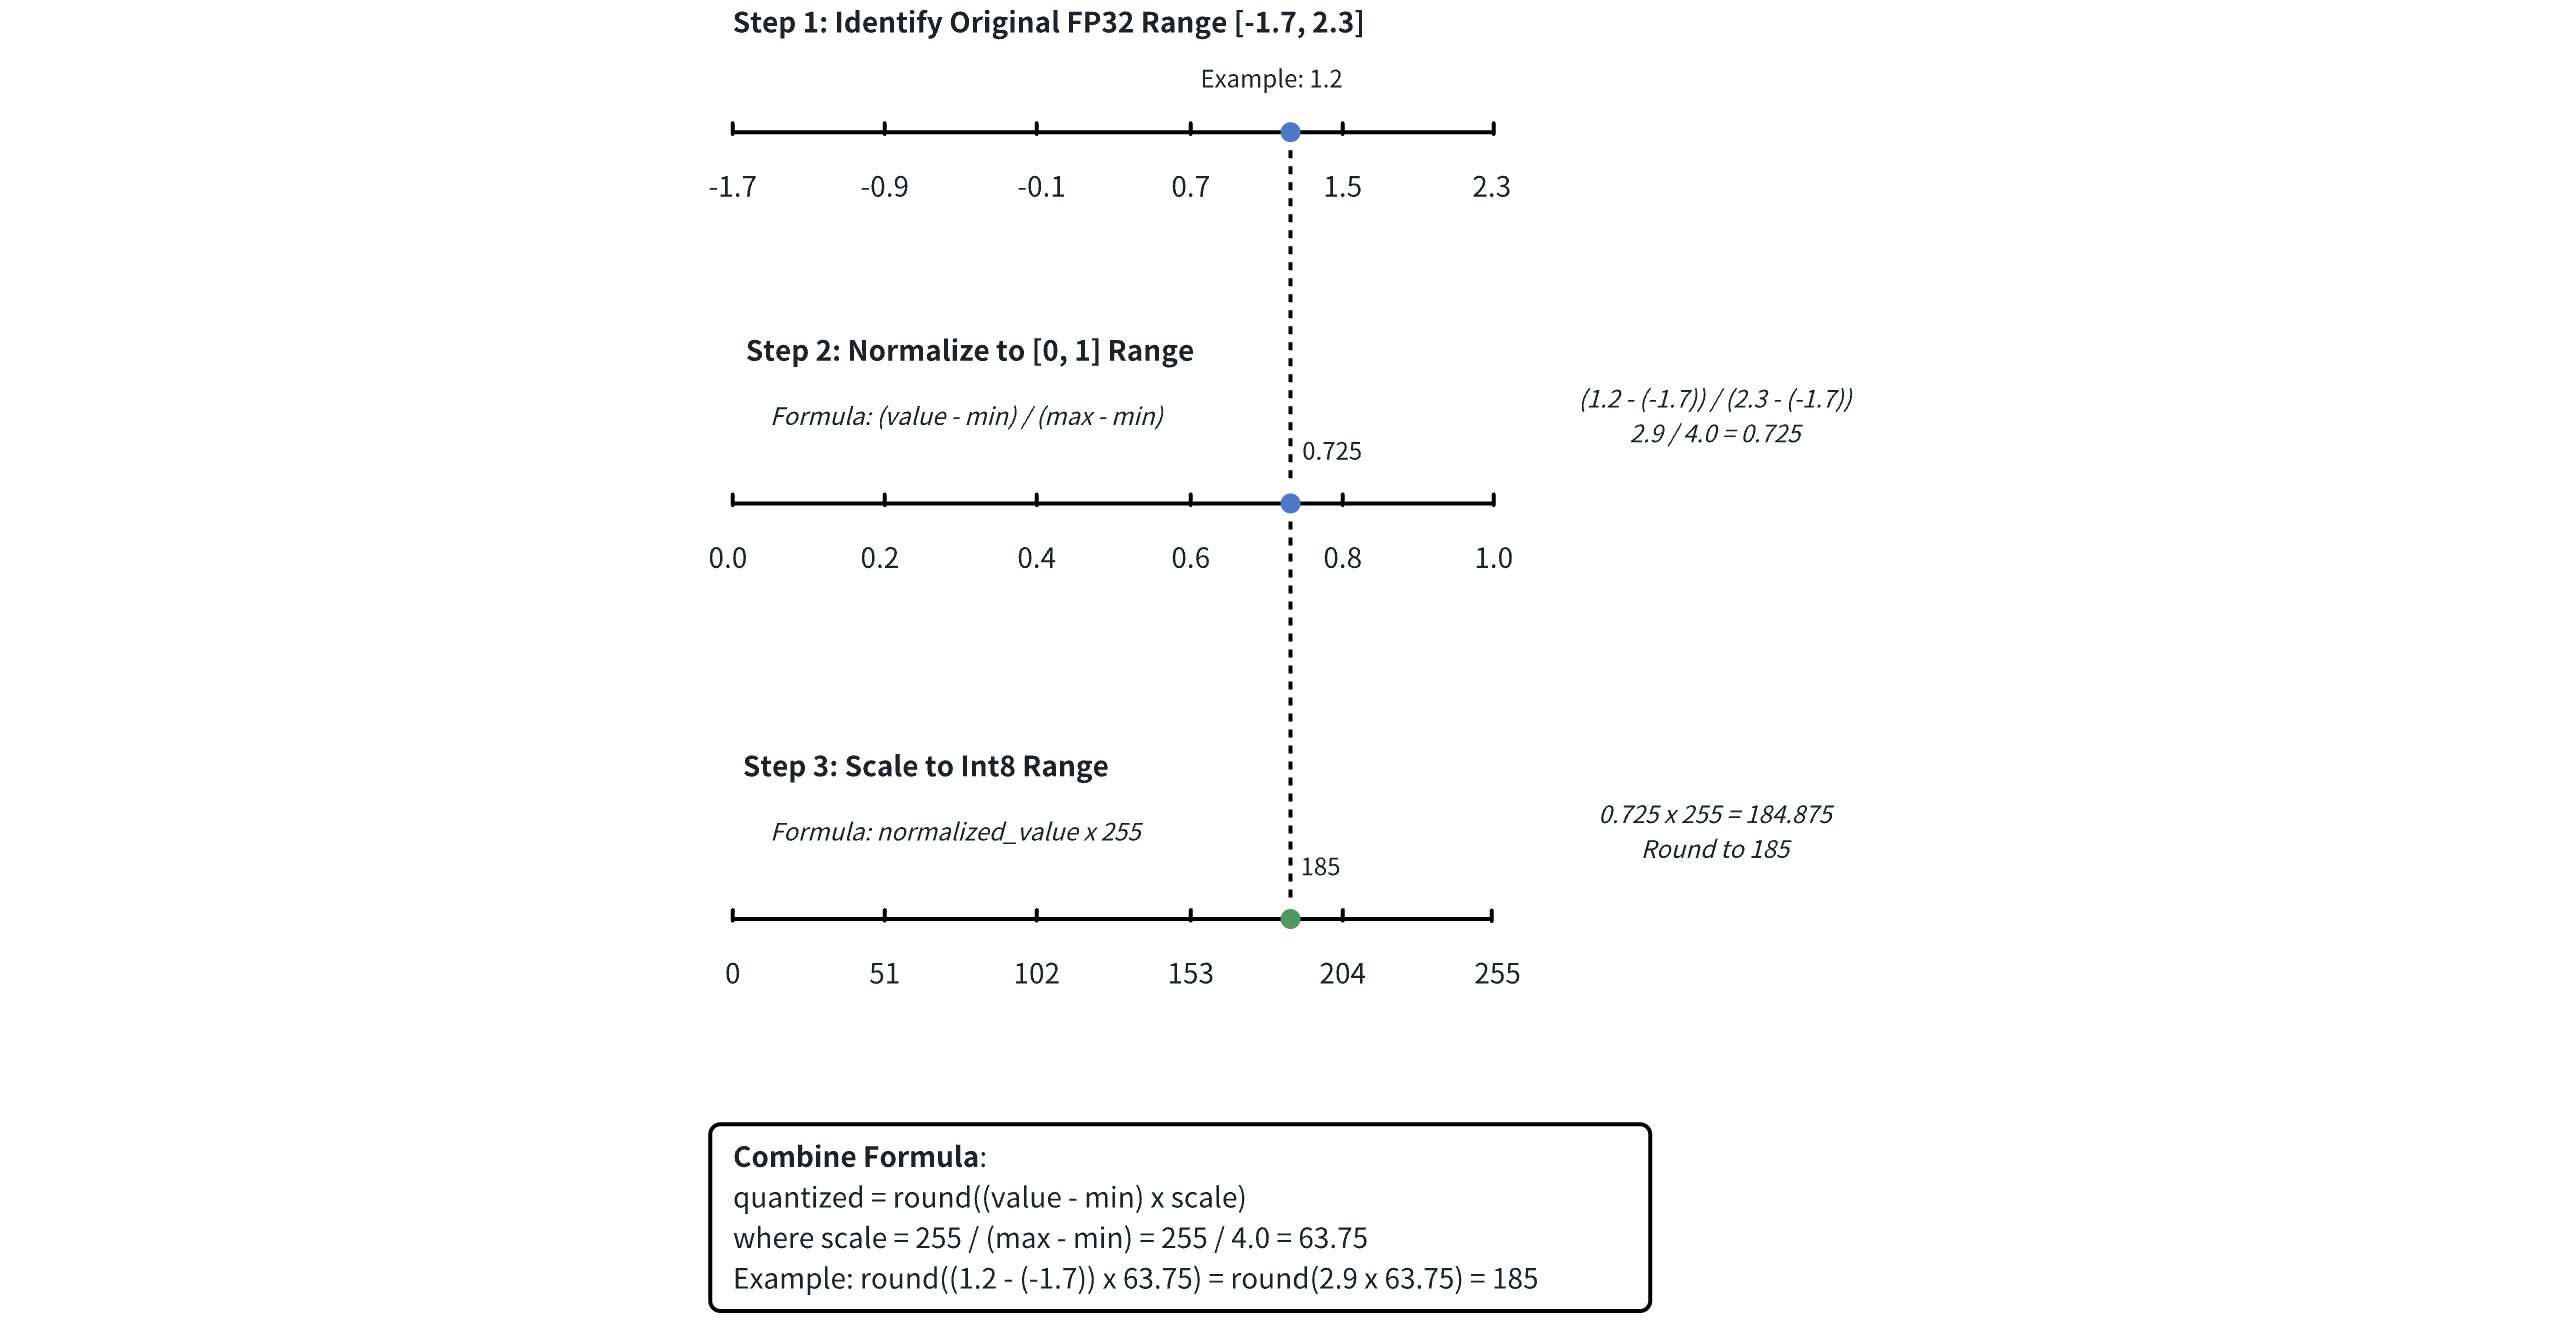 Step 1: Identify Original FP32 Range [-1.7, 2.3]
Example: 1.2
-1.7 -0.9 -0.1 0.7 1.5 2.3
Step 2: Normalize to [0, 1] Range
Formula: (value - min) / (max - min)
(1.2 - (-1.7)) / (2.3 - (-1.7))
2.9 / 4.0 = 0.725
0.725
0.0 0.2 0.4 0.6 0.8 1.0
Step 3: Scale to Int8 Range
Formula: normalized_value x 255
0.725 x 255 = 184.875
Round to 185
185
0 51 102 153 204 255
Combine Formula:
quantized = round((value - min) x scale)
where scale = 255 / (max - min) = 255 / 4.0 = 63.75
Example: round((1.2 - (-1.7)) x 63.75) = round(2.9 x 63.75) = 185